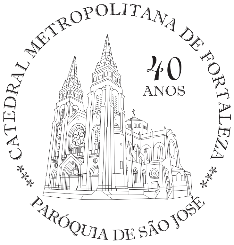 CATEDRAL METROPOLITANA DE FORTALEZA
40
ANOS
**** PARÓQUIA DE SÃO JOSÉ ****